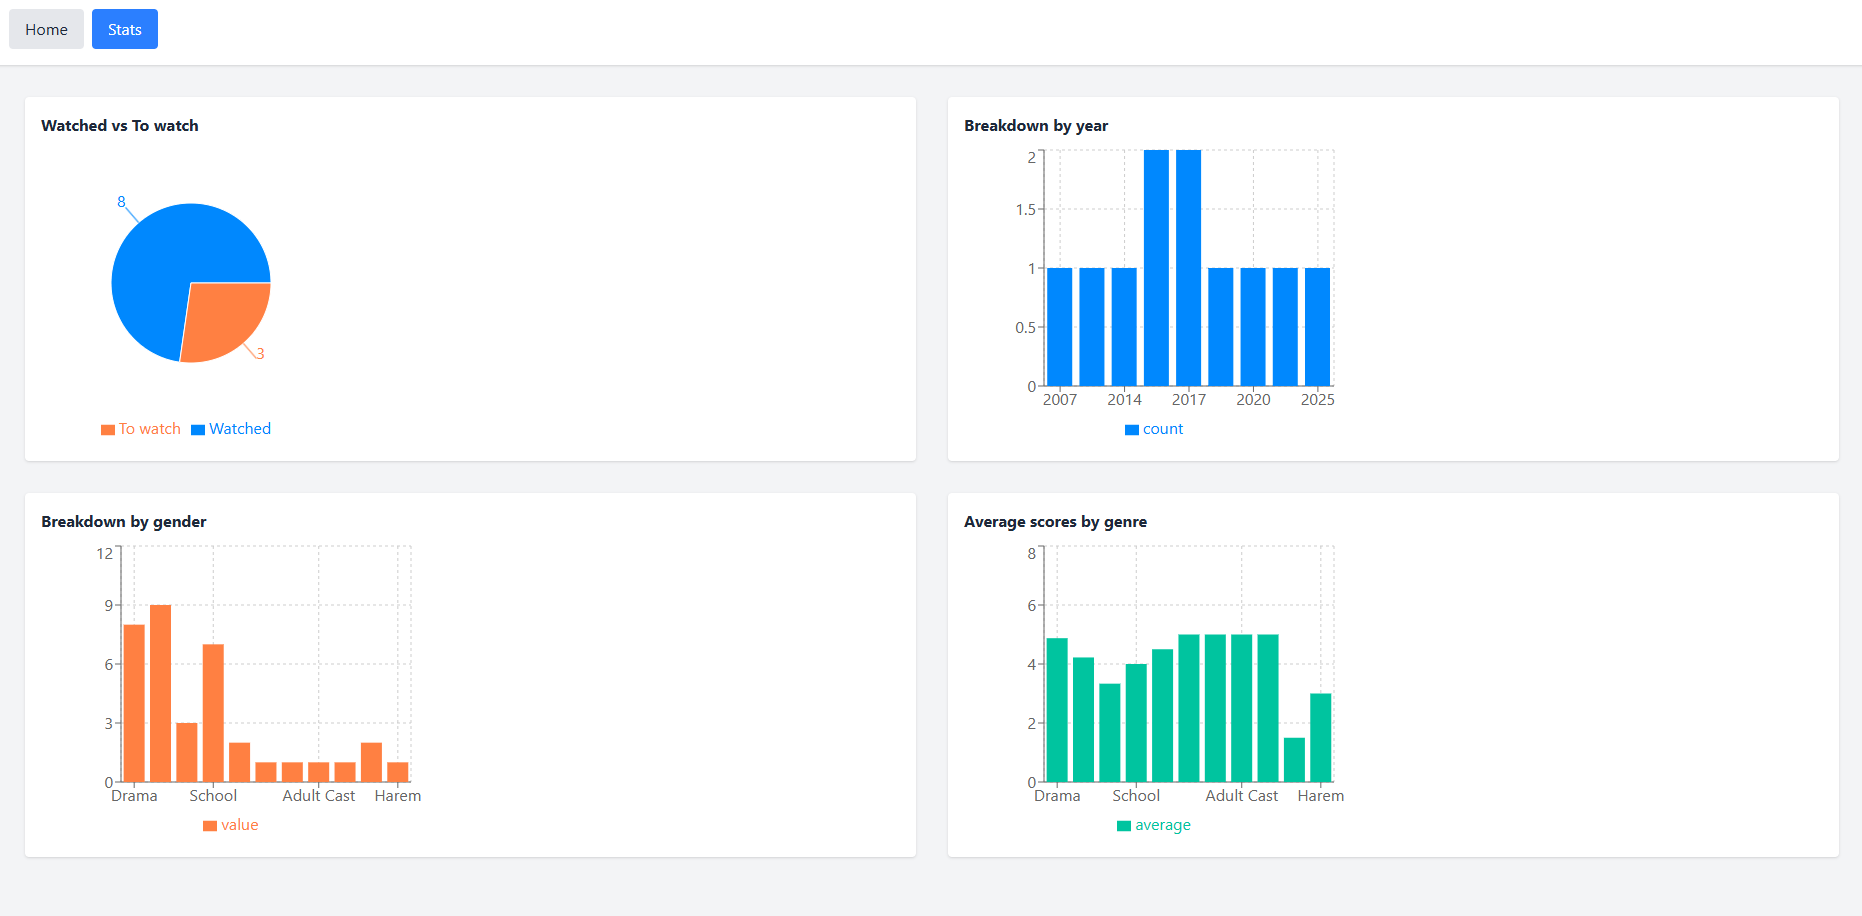 Home Stats
Watched vs To watch
8
3
To watch Watched
Breakdown by year
2
1.5
1
0.5
0
2007 2014 2017 2020 2025
count
Breakdown by gender
12
9
6
3
0
Drama School Adult Cast Harem
value
Average scores by genre
8
6
4
2
0
Drama School Adult Cast Harem
average